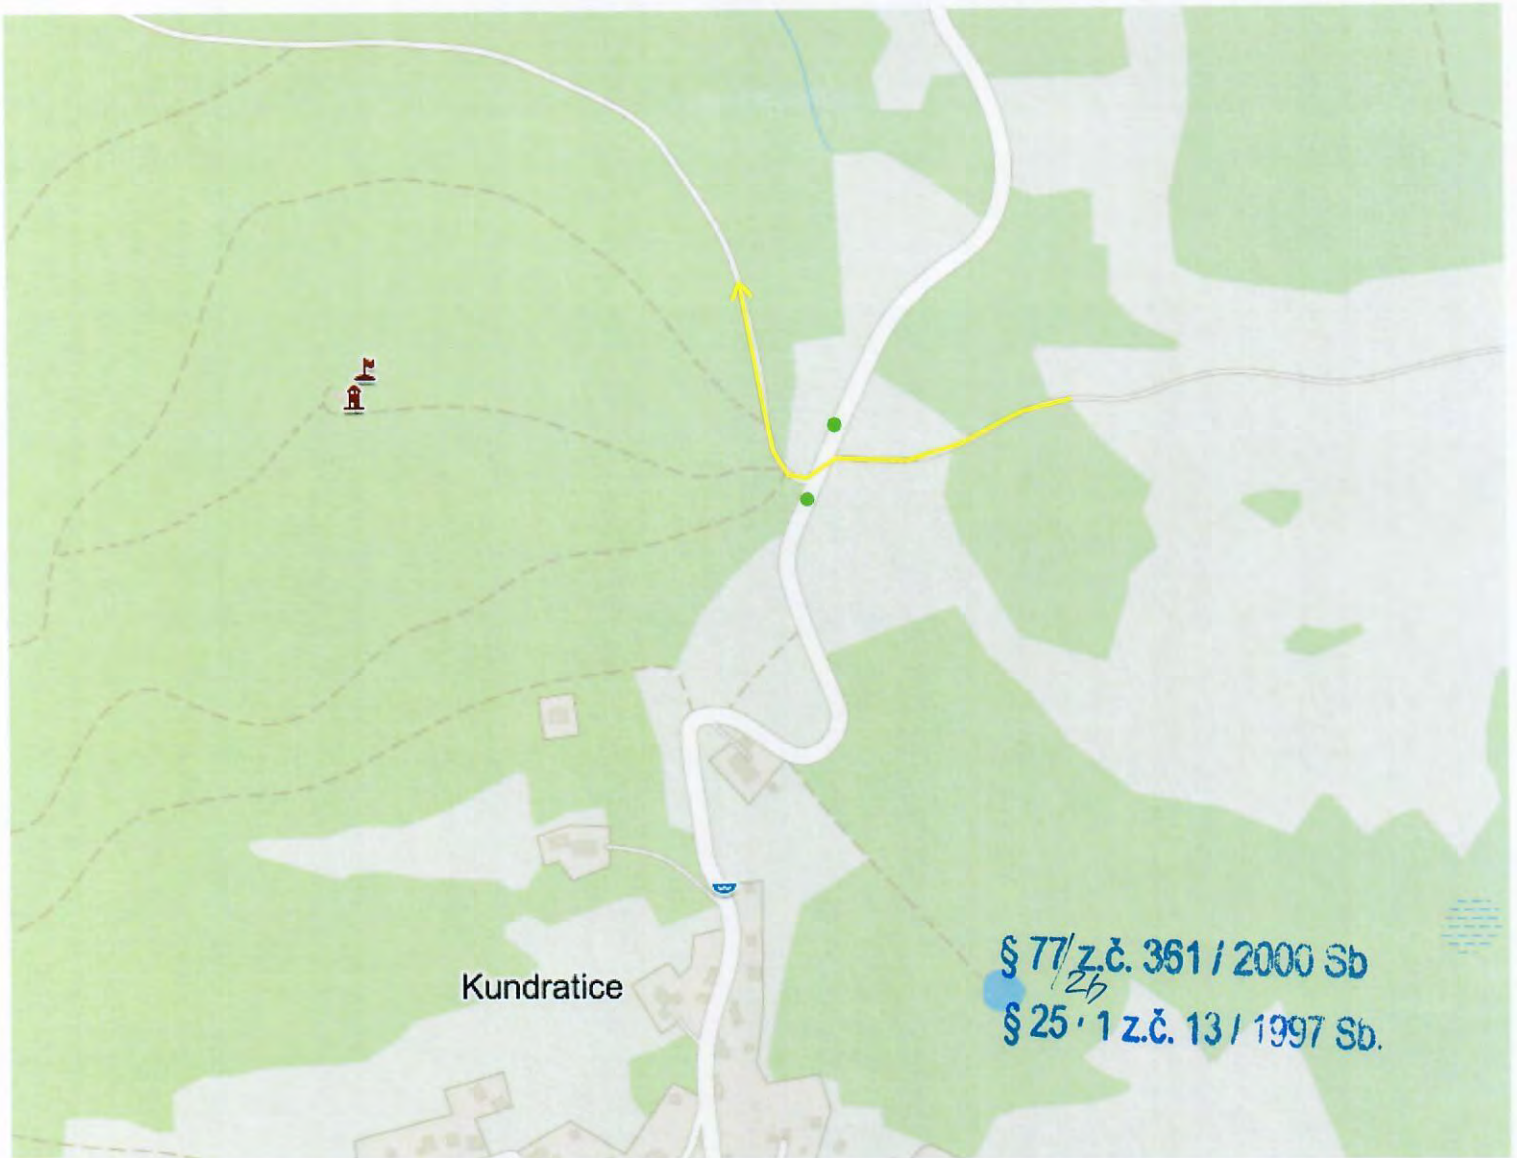 Kundratice
§ 77/2b z.č. 361 / 2000 Sb
§ 25 · 1 z.č. 13 / 1997 Sb.